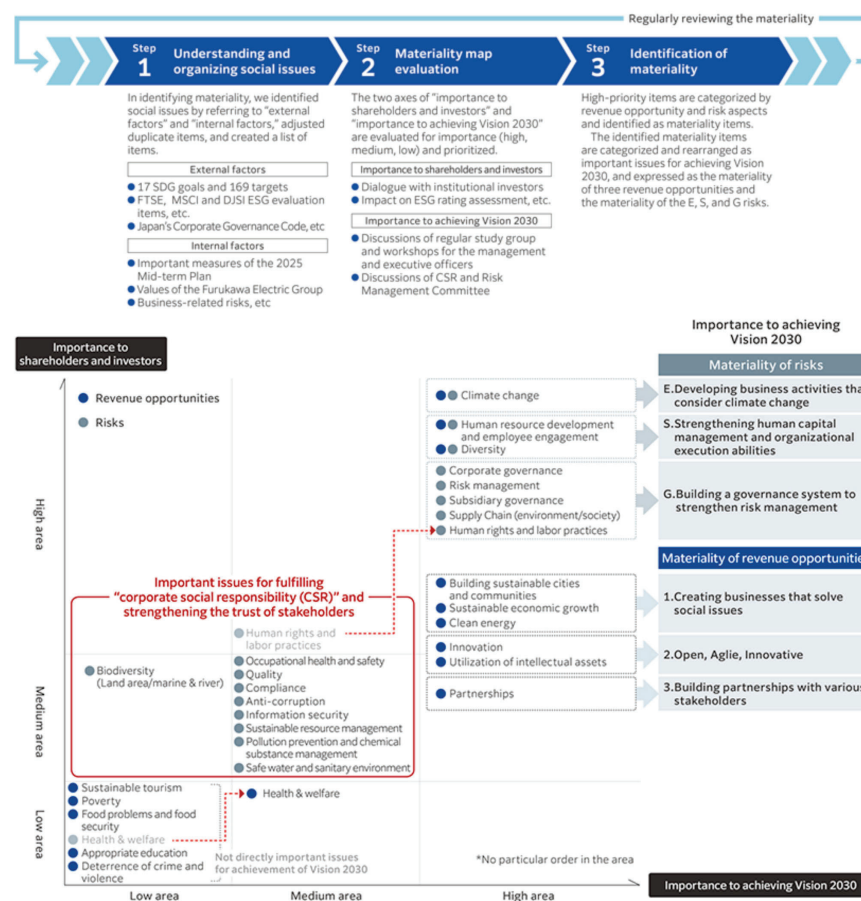 Regularly reviewing the materiality
Step
1
Understanding and
organizing social issues
Step
2
Materiality map
evaluation
Step
3
Identification of
materiality
In identifying materiality, we identified
social issues by referring to "external
factors" and "internal factors," adjusted
duplicate items, and created a list of
items.
External factors
● 17 SDG goals and 169 targets
● FTSE, MSCI and DJSI ESG evaluation
items, etc.
● Japan's Corporate Governance Code, etc
Internal factors
● Important measures of the 2025
Mid-term Plan
● Values of the Furukawa Electric Group
● Business-related risks, etc
The two axes of "importance to
shareholders and investors" and
"importance to achieving Vision 2030"
are evaluated for importance (high,
medium, low) and prioritized.
Importance to shareholders and investors
● Dialogue with institutional investors
● Impact on ESG rating assessment, etc.
Importance to achieving Vision 2030
● Discussions of regular study group
and workshops for the management
and executive officers
● Discussions of CSR and Risk
Management Committee
High-priority items are categorized by
revenue opportunity and risk aspects
and identified as materiality items.
The identified materiality items
are categorized and rearranged as
important issues for achieving Vision
2030, and expressed as the materiality
of three revenue opportunities and
the materiality of the E, S, and G risks.
Importance to
shareholders and investors
● Revenue opportunities
● Risks
High area
Medium area
Low area
● ● Climate change
● ● Human resource development
and employee engagement
● ● Diversity
● Corporate governance
● Risk management
● Subsidiary governance
● Supply Chain (environment/society)
● Human rights and labor practices
Important issues for fulfilling
"corporate social responsibility (CSR)" and
strengthening the trust of stakeholders
● Human rights and
labor practices
● Biodiversity
(Land area/marine & river)
● Occupational health and safety
● Quality
● Compliance
● Anti-corruption
● Information security
● Sustainable resource management
● Pollution prevention and chemical
substance management
● Safe water and sanitary environment
● Building sustainable cities
and communities
● Sustainable economic growth
● Clean energy
● Innovation
● Utilization of intellectual assets
● Partnerships
● Sustainable tourism
● Poverty
● Food problems and food
security
● Health & welfare
● Appropriate education
● Deterrence of crime and
violence
● Health & welfare
Not directly important issues
for achievement of Vision 2030
*No particular order in the area
Low area
Medium area
High area
Importance to achieving Vision 2030
Importance to achieving
Vision 2030
Materiality of risks
E.Developing business activities tha
consider climate change
S.Strengthening human capital
management and organizational
execution abilities
G.Building a governance system to
strengthen risk management
Materiality of revenue opportunitie
1.Creating businesses that solve
social issues
2.Open, Aglie, Innovative
3.Building partnerships with various
stakeholders